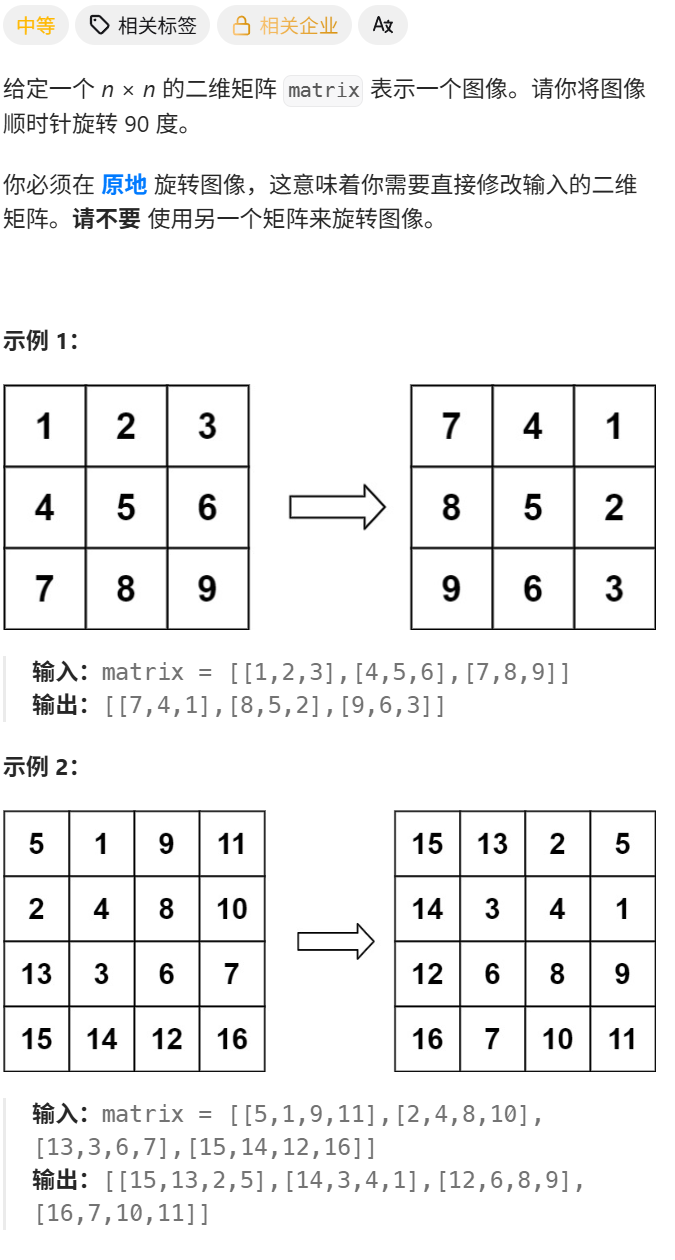 中等 相关标签 相关企业 A文
给定一个 n × n 的二维矩阵 matrix 表示一个图像。请你将图像
顺时针旋转 90 度。
你必须在 原地 旋转图像，这意味着你需要直接修改输入的二维
矩阵。请不要 使用另一个矩阵来旋转图像。
示例 1：
1 2 3 7 4 1
4 5 6 8 5 2
7 8 9 9 6 3
输入：matrix = [[1,2,3],[4,5,6],[7,8,9]]
输出：[[7,4,1],[8,5,2],[9,6,3]]
示例 2：
5 1 9 11 15 13 2 5
2 4 8 10 14 3 4 1
13 3 6 7 12 6 8 9
15 14 12 16 16 7 10 11
输入：matrix = [[5,1,9,11],[2,4,8,10],
[13,3,6,7],[15,14,12,16]]
输出：[[15,13,2,5],[14,3,4,1],[12,6,8,9],
[16,7,10,11]]